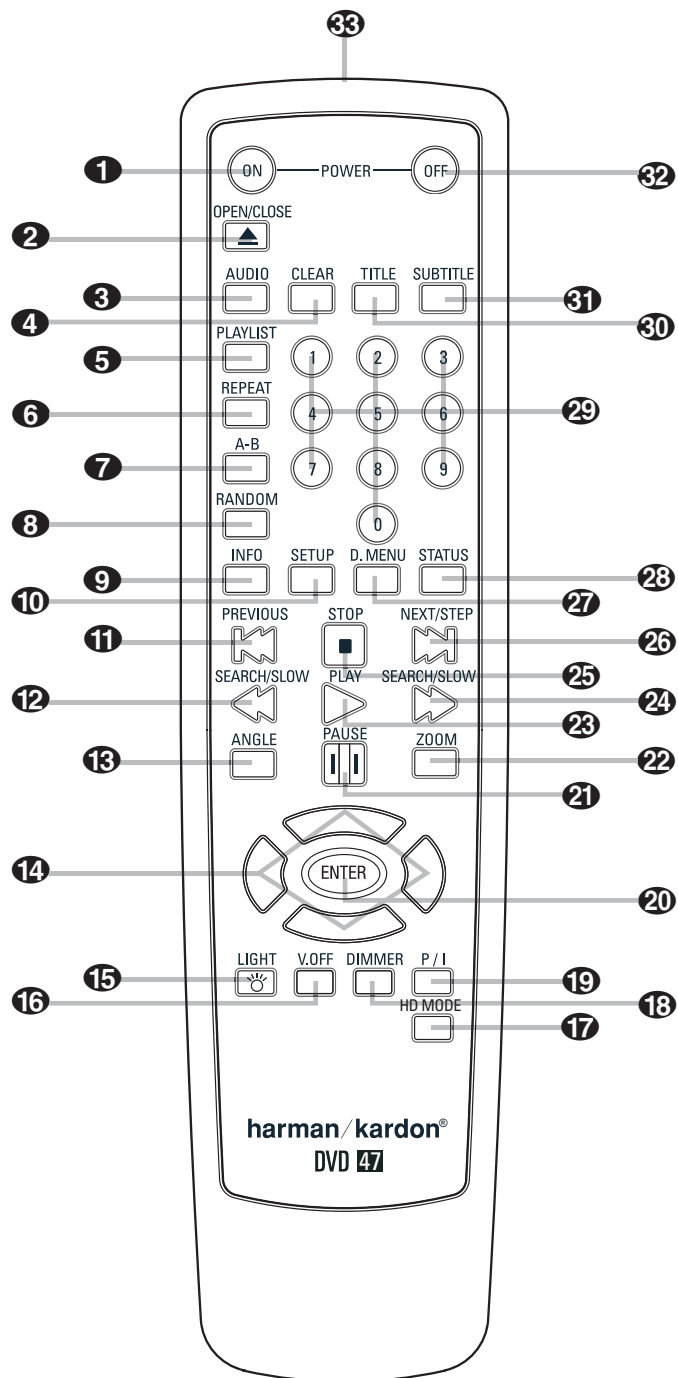 33
1 ON POWER OFF 32
OPEN/CLOSE
2
AUDIO CLEAR TITLE SUBTITLE
3 31
4 30
PLAYLIST
5 1 2 3
REPEAT
6 4 5 6 29
A-B
7 7 8 9
RANDOM
8 0
INFO SETUP D. MENU STATUS
9 28
10 27
PREVIOUS STOP NEXT/STEP
11 26
25
SEARCH/SLOW PLAY SEARCH/SLOW
12 24
23
ANGLE PAUSE ZOOM
13 22
21
14 ENTER 20
LIGHT V.OFF DIMMER P / I
15 19
16 18
HD MODE
17
harman/kardon®
DVD 47